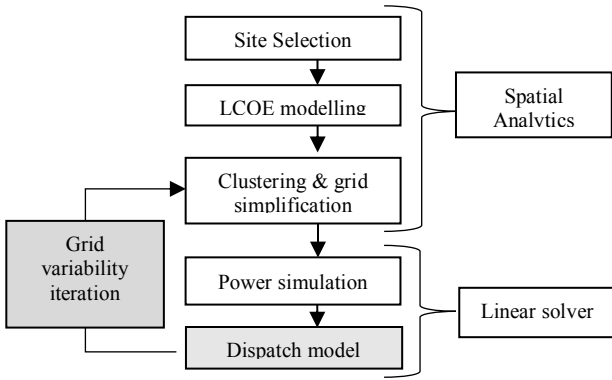 Site Selection
LCOE modelling
Spatial
Analytics
Clustering & grid
simplification
Grid
variability
iteration
Power simulation
Linear solver
Dispatch model